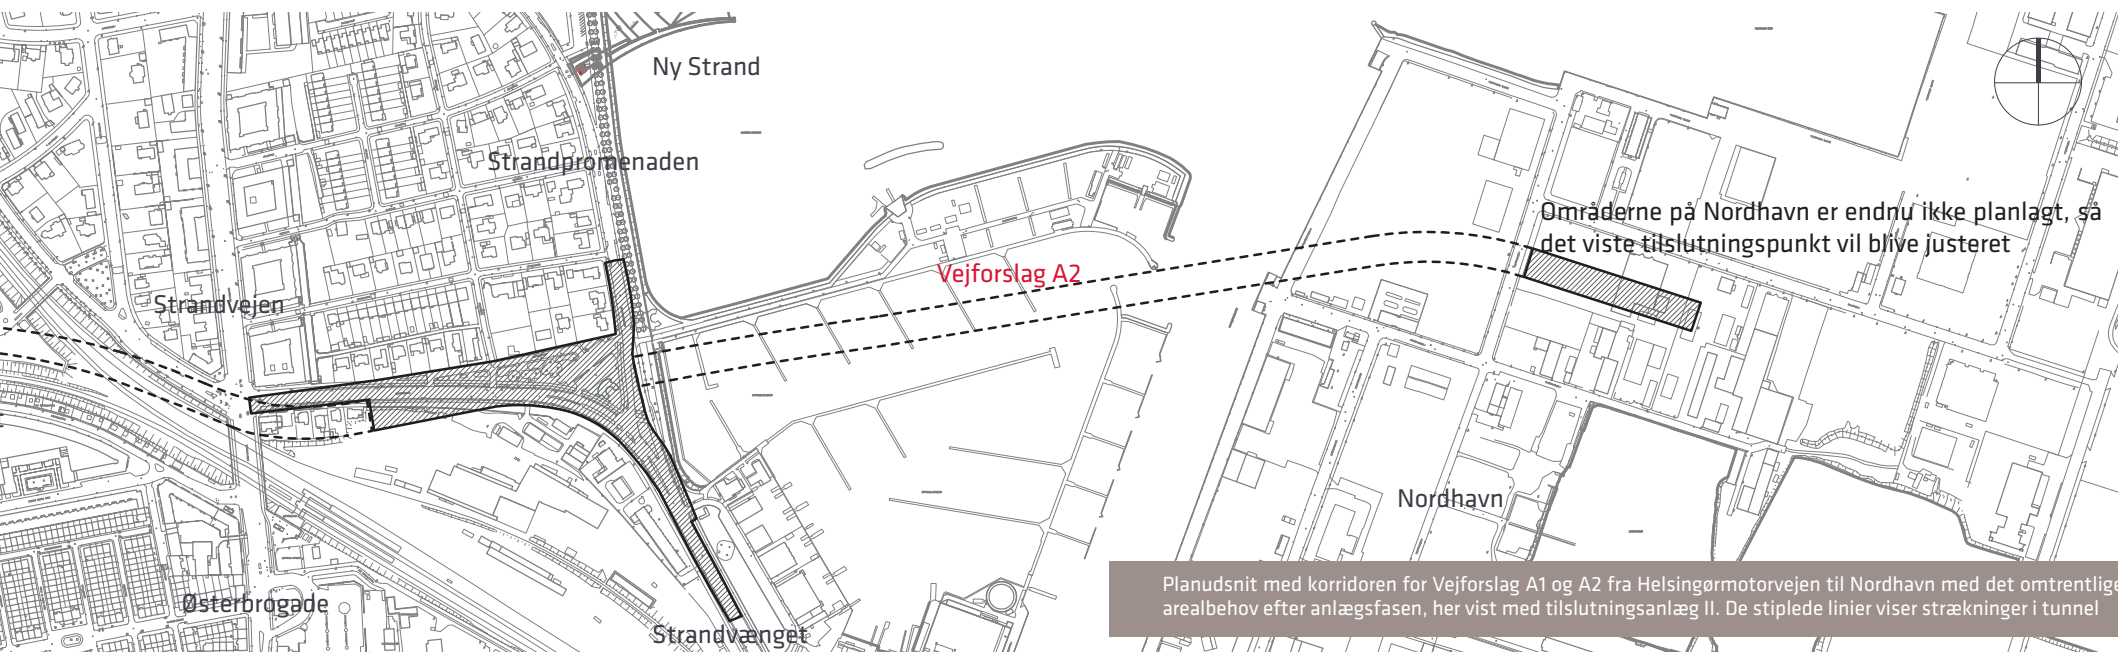 Ny Strand
Strandpromenaden
Områderne på Nordhavn er endnu ikke planlagt, så
det viste tilslutningspunkt vil blive justeret
Vejforslag A2
Strandvejen
Nordhavn
Planudsnit med korridoren for Vejforslag A1 og A2 fra Helsingørmotorvejen til Nordhavn med det omtrentlige
arealbehov efter anlægsfasen, her vist med tilslutningsanlæg II. De stiplede linier viser strækninger i tunnel
Østerbrogade
Strandvænget